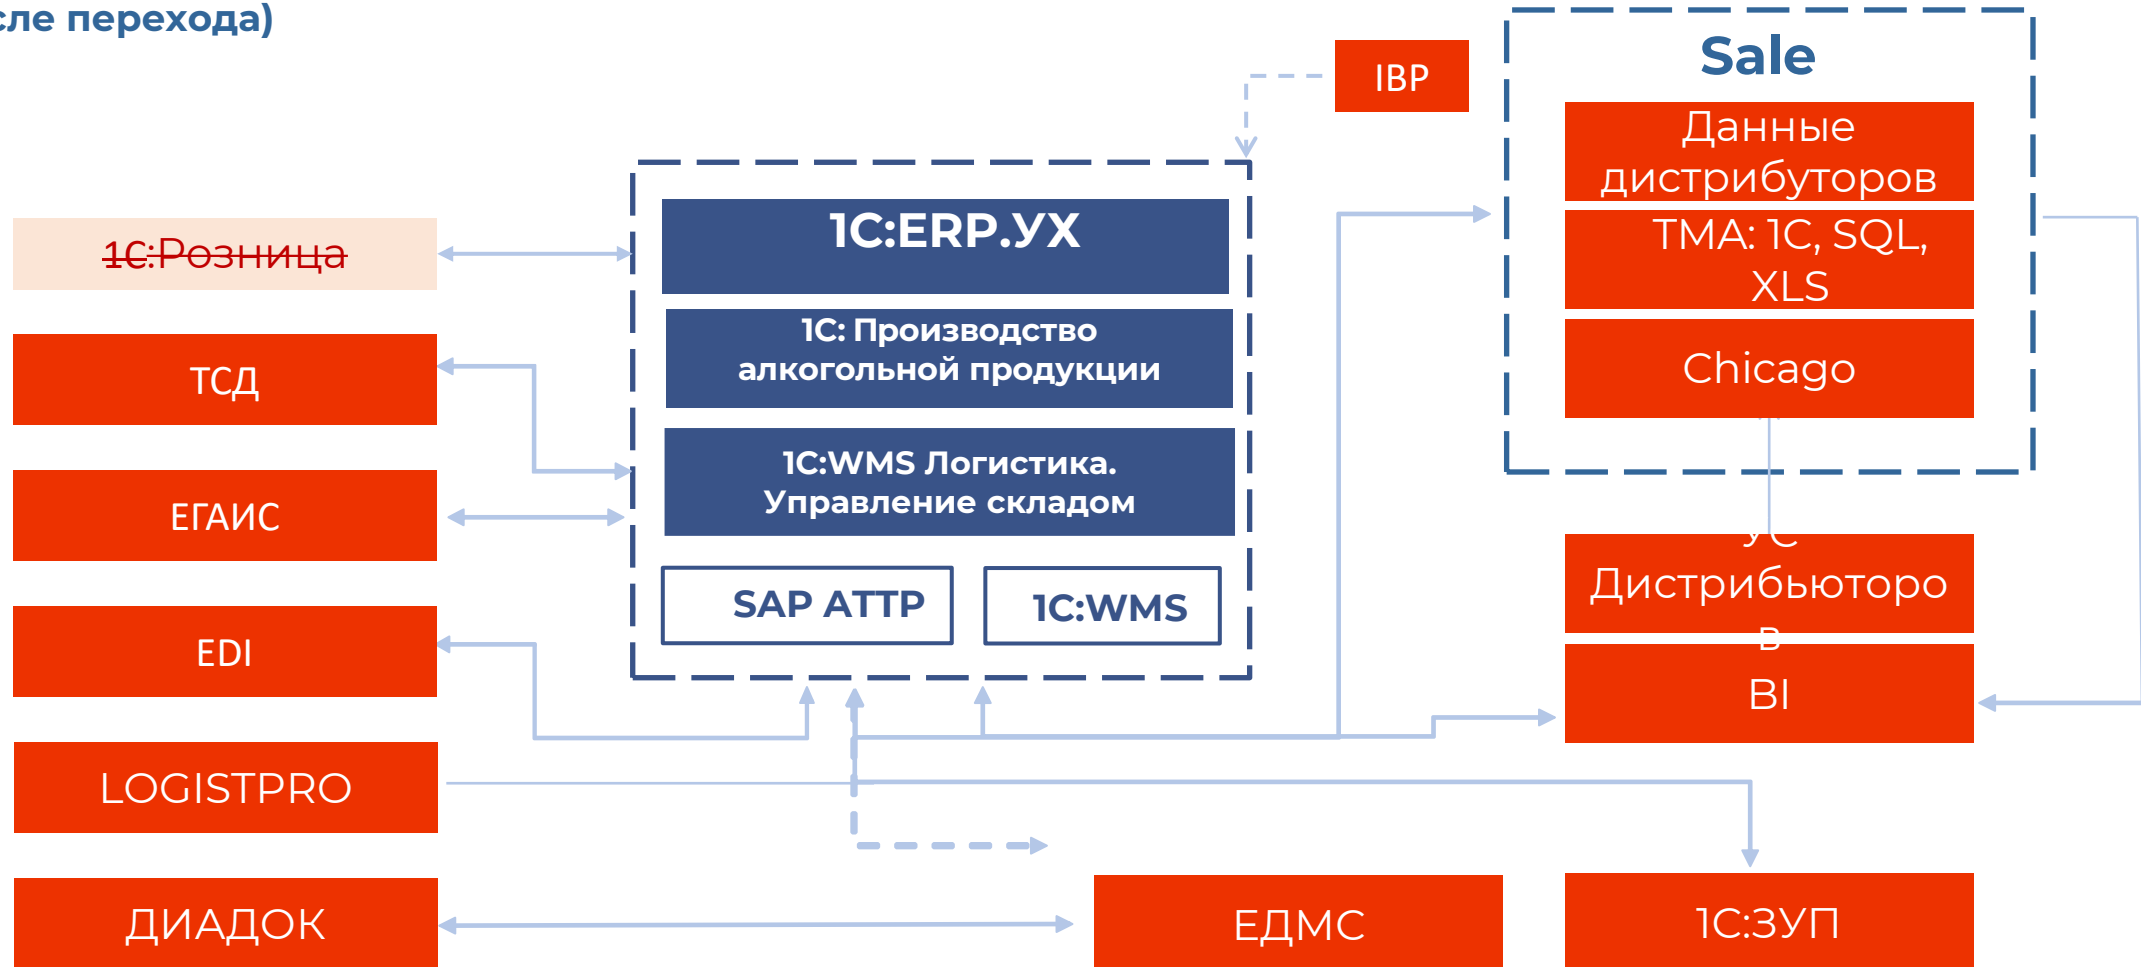 сле перехода)
IBP
Sale
Данные
дистрибуторов
ТМА: 1С, SQL,
XLS
Chicago
1С:ERP.УХ
1С: Производство
алкогольной продукции
1С:WMS Логистика.
Управление складом
SAP ATTP
1С:WMS
1С:Розница
ТСД
ЕГАИС
EDI
LOGISTPRO
ДИАДОК
УС
Дистрибьюторо
в
BI
ЕДМС
1С:ЗУП